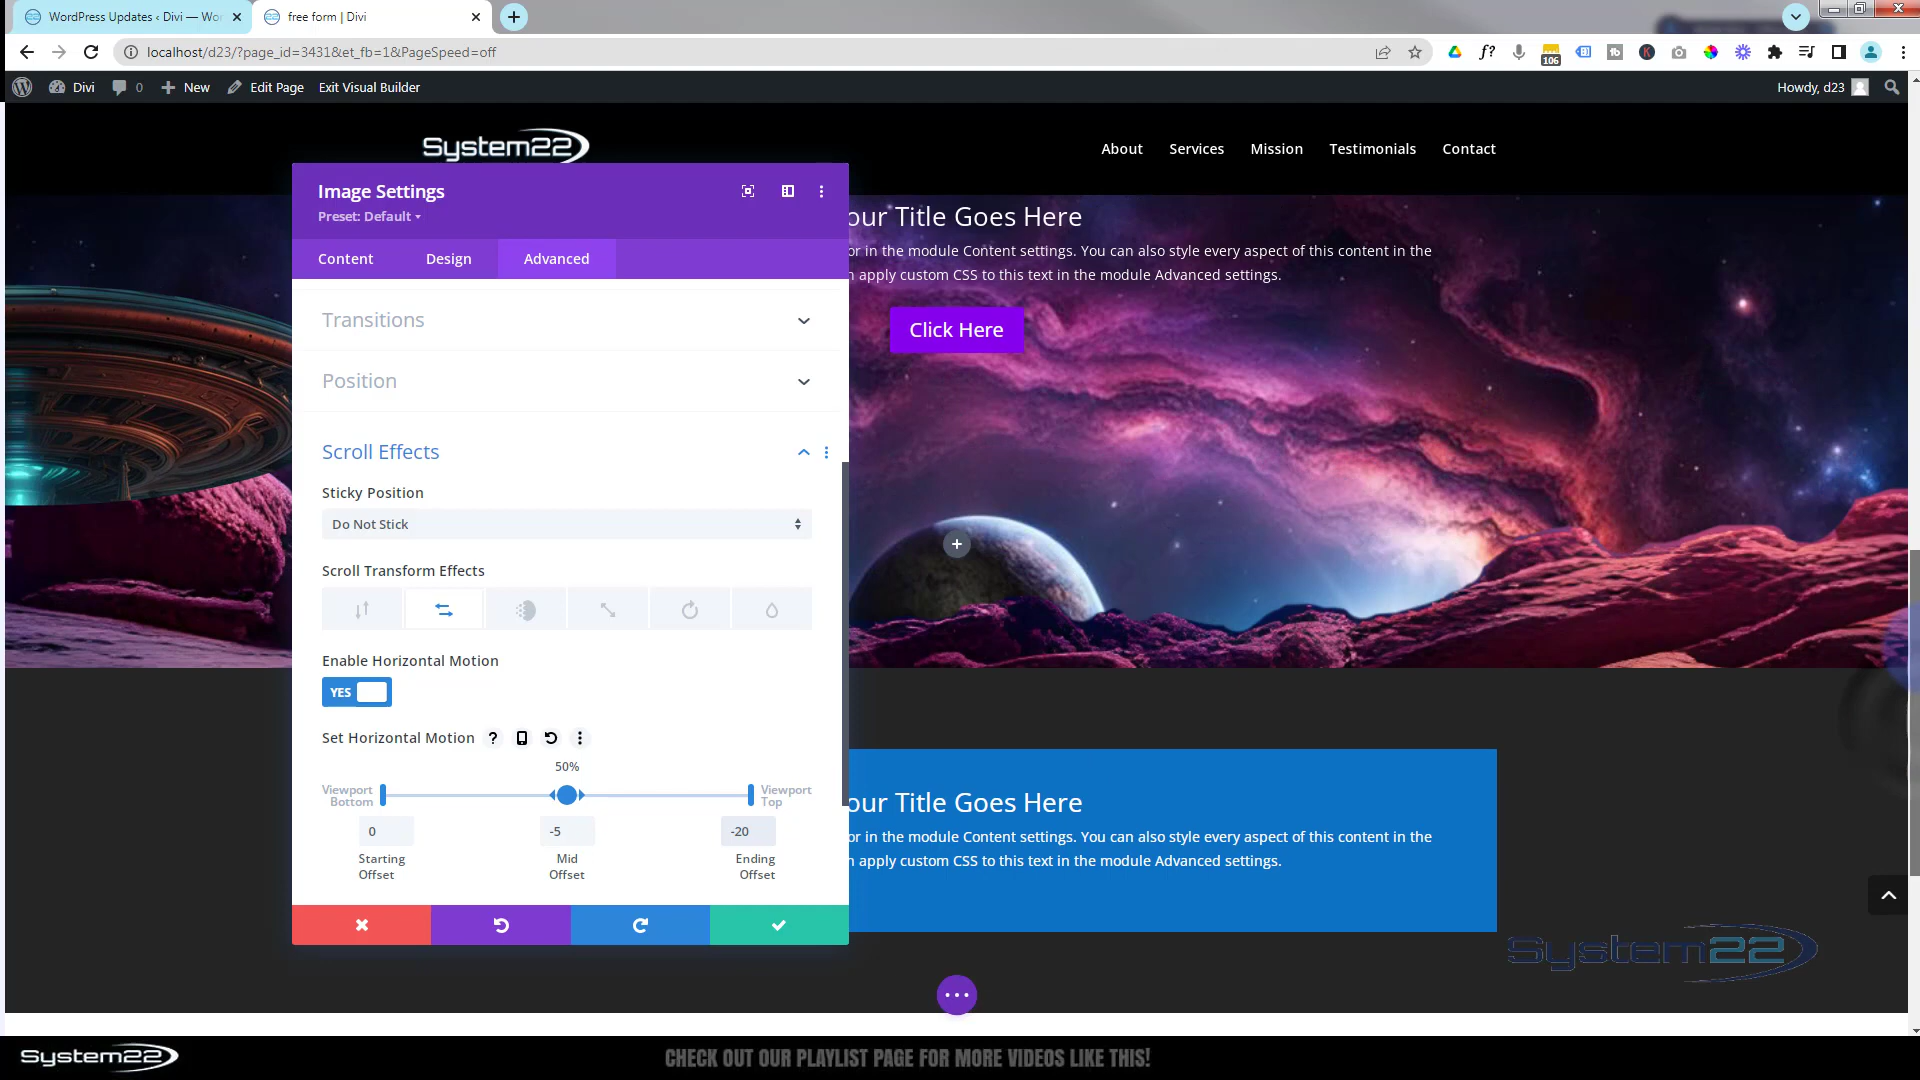 WordPress Updates ‹ Divi — Wor
free form | Divi
localhost/d23/?page_id=3431&et_fb=1&PageSpeed=off
f?
fb
K
106
Divi
0
New
Edit Page
Exit Visual Builder
Howdy, d23
System22
About
Services
Mission
Testimonials
Contact
Image Settings
Preset: Default
Content
Design
Advanced
our Title Goes Here
or in the module Content settings. You can also style every aspect of this content in the
n apply custom CSS to this text in the module Advanced settings.
Click Here
Transitions
Position
Scroll Effects
Sticky Position
Do Not Stick
Scroll Transform Effects
Enable Horizontal Motion
YES
Set Horizontal Motion
?
50%
Viewport
Bottom
Viewport
Top
0
-5
-20
Starting
Offset
Mid
Offset
Ending
Offset
our Title Goes Here
or in the module Content settings. You can also style every aspect of this content in the
n apply custom CSS to this text in the module Advanced settings.
System22
System22
CHECK OUT OUR PLAYLIST PAGE FOR MORE VIDEOS LIKE THIS!